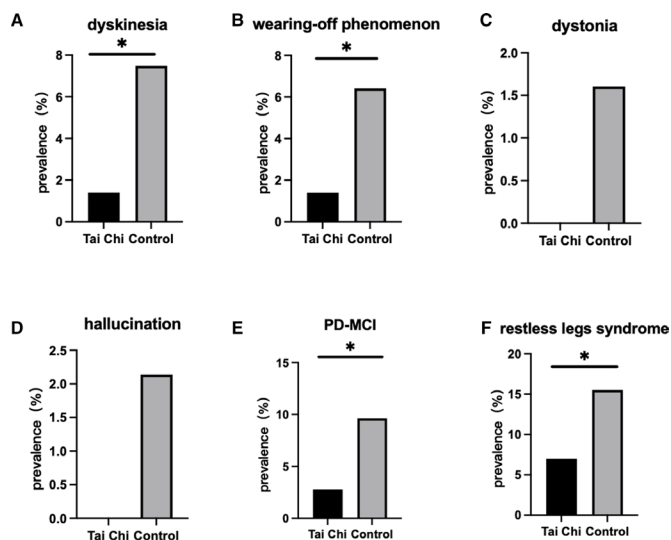 A dyskinesia
*
prevalence (%)
8
6
4
2
0
Tai Chi Control
B wearing-off phenomenon
*
prevalence (%)
8
6
4
2
0
Tai Chi Control
C dystonia
prevalence (%)
2.0
1.5
1.0
0.5
0.0
Tai Chi Control
D hallucination
prevalence (%)
2.5
2.0
1.5
1.0
0.5
0.0
Tai Chi Control
E PD-MCI
*
prevalence (%)
15
10
5
0
Tai Chi Control
F restless legs syndrome
*
prevalence (%)
20
15
10
5
0
Tai Chi Control